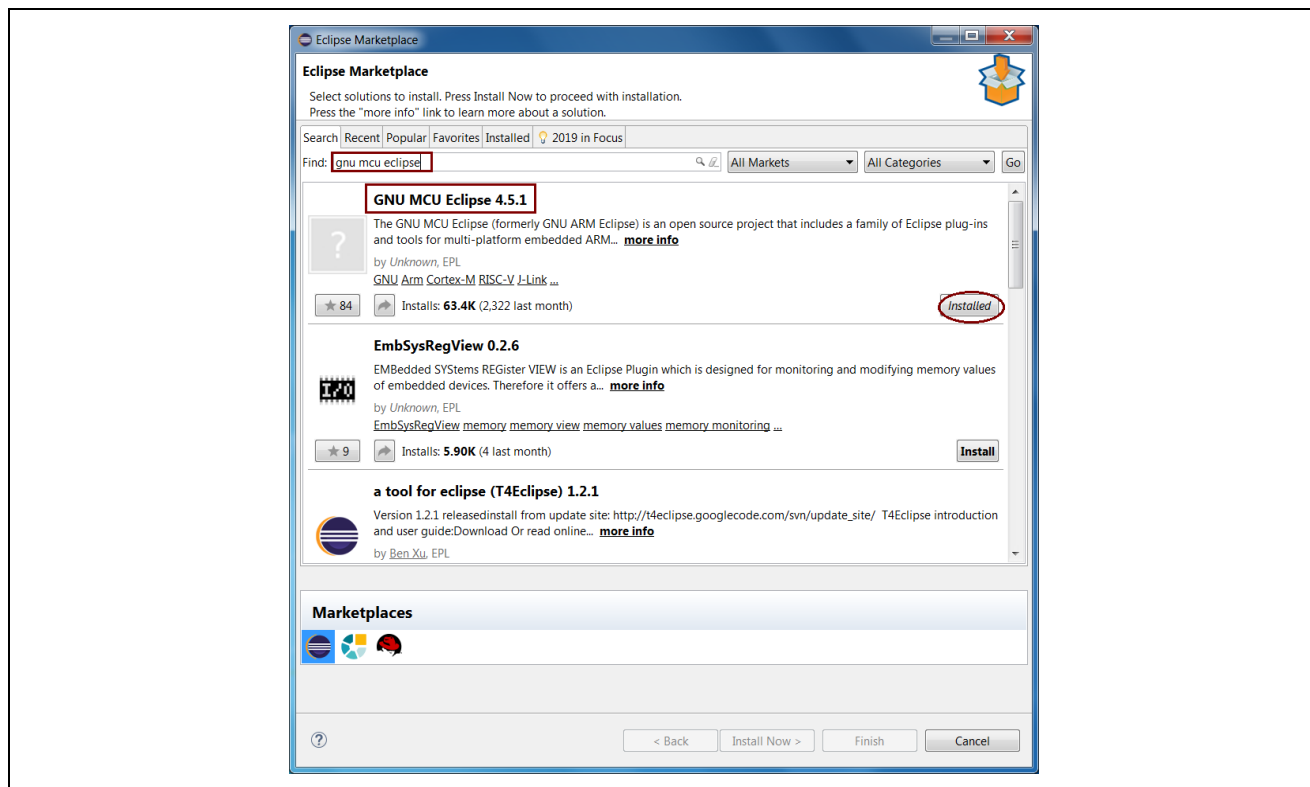 Eclipse Marketplace
Eclipse Marketplace
Select solutions to install. Press Install Now to proceed with installation.
Press the "more info" link to learn more about a solution.
Search Recent Popular Favorites Installed 2019 in Focus
Find: gnu mcu eclipse All Markets All Categories Go
GNU MCU Eclipse 4.5.1
The GNU MCU Eclipse (formerly GNU ARM Eclipse) is an open source project that includes a family of Eclipse plug-ins
and tools for multi-platform embedded ARM... more info
by Unknown, EPL
GNU Arm Cortex-M RISC-V J-Link ...
84 Installs: 63.4K (2,322 last month) Installed
EmbSysRegView 0.2.6
EMBedded SYStems REGister VIEW is an Eclipse Plugin which is designed for monitoring and modifying memory values
I/O
of embedded devices. Therefore it offers a... more info
by Unknown, EPL
EmbSysRegView memory memory view memory values memory monitoring ...
9 Installs: 5.90K (4 last month) Install
a tool for eclipse (T4Eclipse) 1.2.1
Version 1.2.1 releasedinstall from update site: http://t4eclipse.googlecode.com/svn/update_site/ T4Eclipse introduction
and user guide:Download Or read online... more info
by Ben Xu, EPL
Marketplaces
? < Back Install Now > Finish Cancel